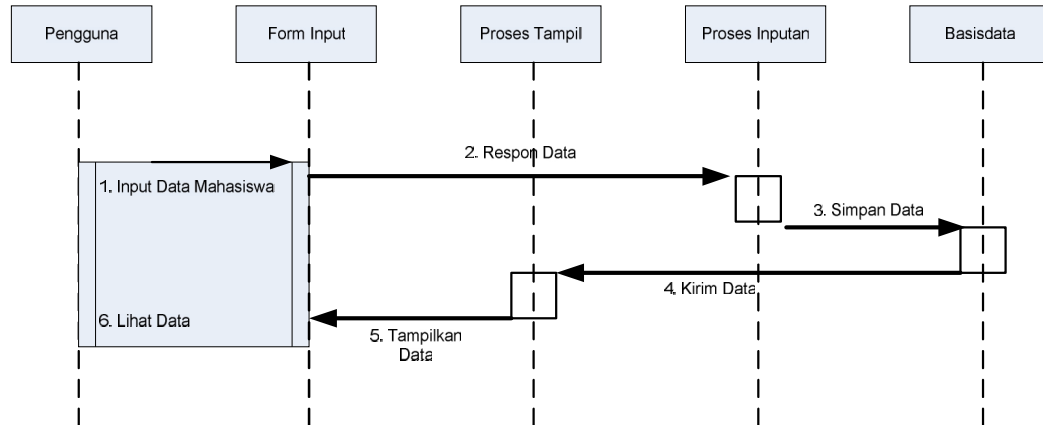 Pengguna
Form Input
Proses Tampil
Proses Inputan
Basisdata
2. Respon Data
1. Input Data Mahasiswa
3. Simpan Data
4. Kirim Data
6. Lihat Data
5. Tampilkan
Data